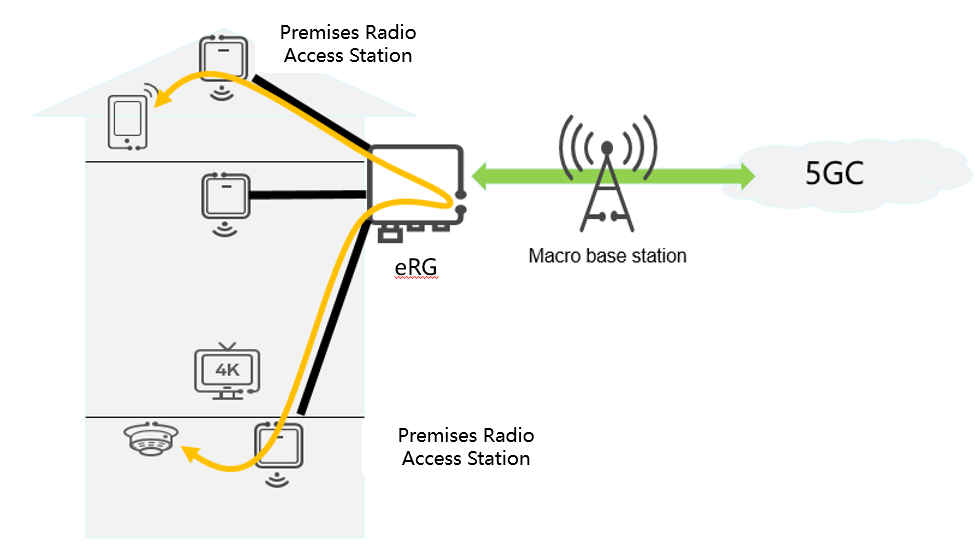 Premises Radio
Access Station
5GC
Macro base station
eRG
4K
Premises Radio
Access Station